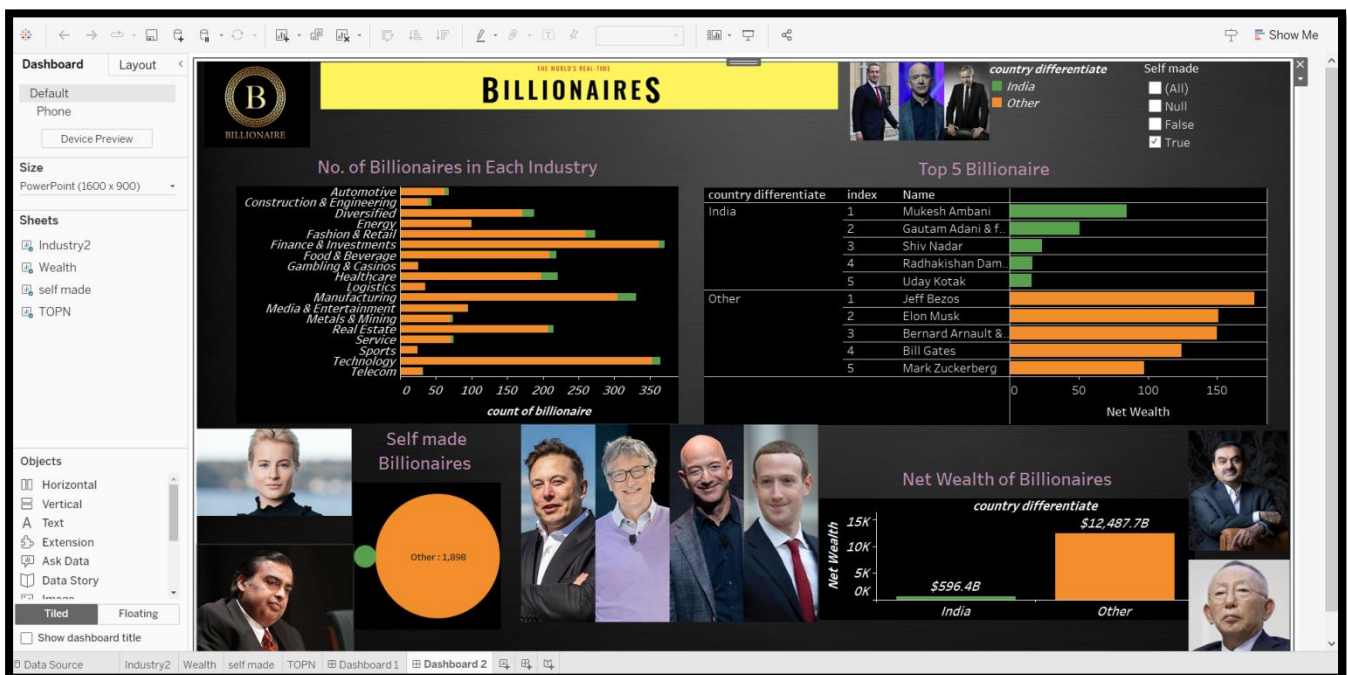 Show Me
Dashboard
Layout
Default
Phone
Device Preview
Size
PowerPoint (1600 x 900)
Sheets
Industry2
Wealth
self made
TOPN
Objects
Horizontal
Vertical
Text
Extension
Ask Data
Data Story
Tiled
Floating
Show dashboard title
B
BILLIONAIRE
THE WORLD'S REAL-TIME
BILLIONAIRES
country differentiate
India
Other
Self made
(All)
Null
False
True
No. of Billionaires in Each Industry
Automotive
Construction & Engineering
Diversified
Energy
Fashion & Retail
Finance & Investments
Food & Beverage
Gambling & Casinos
Healthcare
Logistics
Manufacturing
Media & Entertainment
Metals & Mining
Real Estate
Service
Sports
Technology
Telecom
0 50 100 150 200 250 300 350
count of billionaire
Top 5 Billionaire
country differentiate index Name
India 1 Mukesh Ambani
2 Gautam Adani & f..
3 Shiv Nadar
4 Radhakishan Dam..
5 Uday Kotak
Other 1 Jeff Bezos
2 Elon Musk
3 Bernard Arnault &..
4 Bill Gates
5 Mark Zuckerberg
0 50 100 150
Net Wealth
Self made
Billionaires
Other : 1,898
Net Wealth of Billionaires
country differentiate
Net Wealth
15K
10K
5K
0K
$596.4B
$12,487.7B
India
Other
Data Source Industry2 Wealth self made TOPN Dashboard 1 Dashboard 2